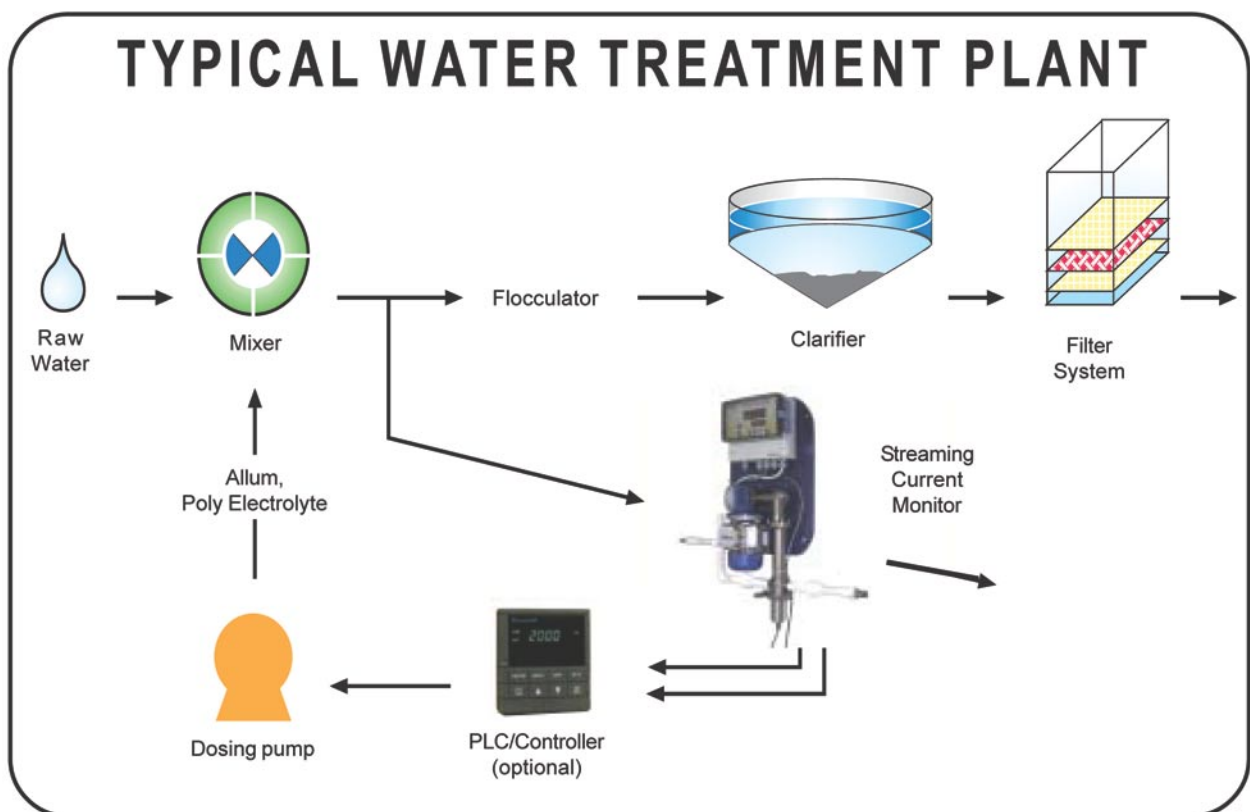 TYPICAL WATER TREATMENT PLANT
Raw
Water
Mixer
Flocculator
Clarifier
Filter
System
Allum,
Poly Electrolyte
Streaming
Current
Monitor
2000
Dosing pump
PLC/Controller
(optional)